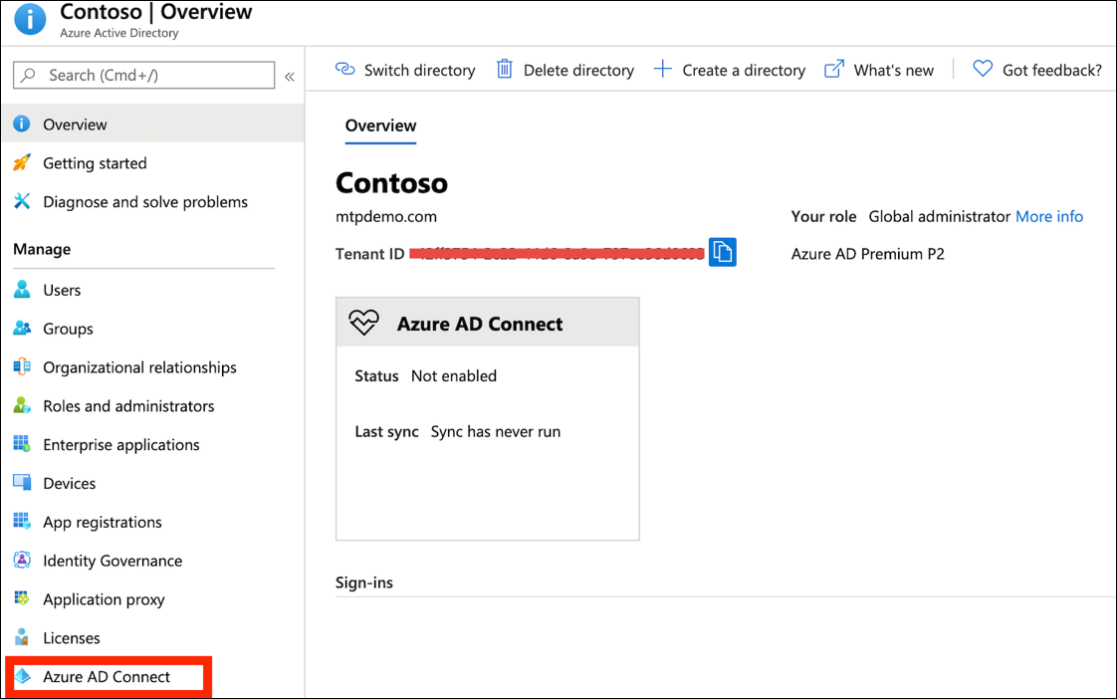 Contoso | Overview
Azure Active Directory
Search (Cmd+/)
«
Switch directory
Delete directory
Create a directory
What's new
Got feedback?
Overview
Getting started
Diagnose and solve problems
Manage
Users
Groups
Organizational relationships
Roles and administrators
Enterprise applications
Devices
App registrations
Identity Governance
Application proxy
Licenses
Azure AD Connect
Overview
Contoso
mtpdemo.com
Your role Global administrator More info
Tenant ID
Azure AD Premium P2
Azure AD Connect
Status Not enabled
Last sync Sync has never run
Sign-ins